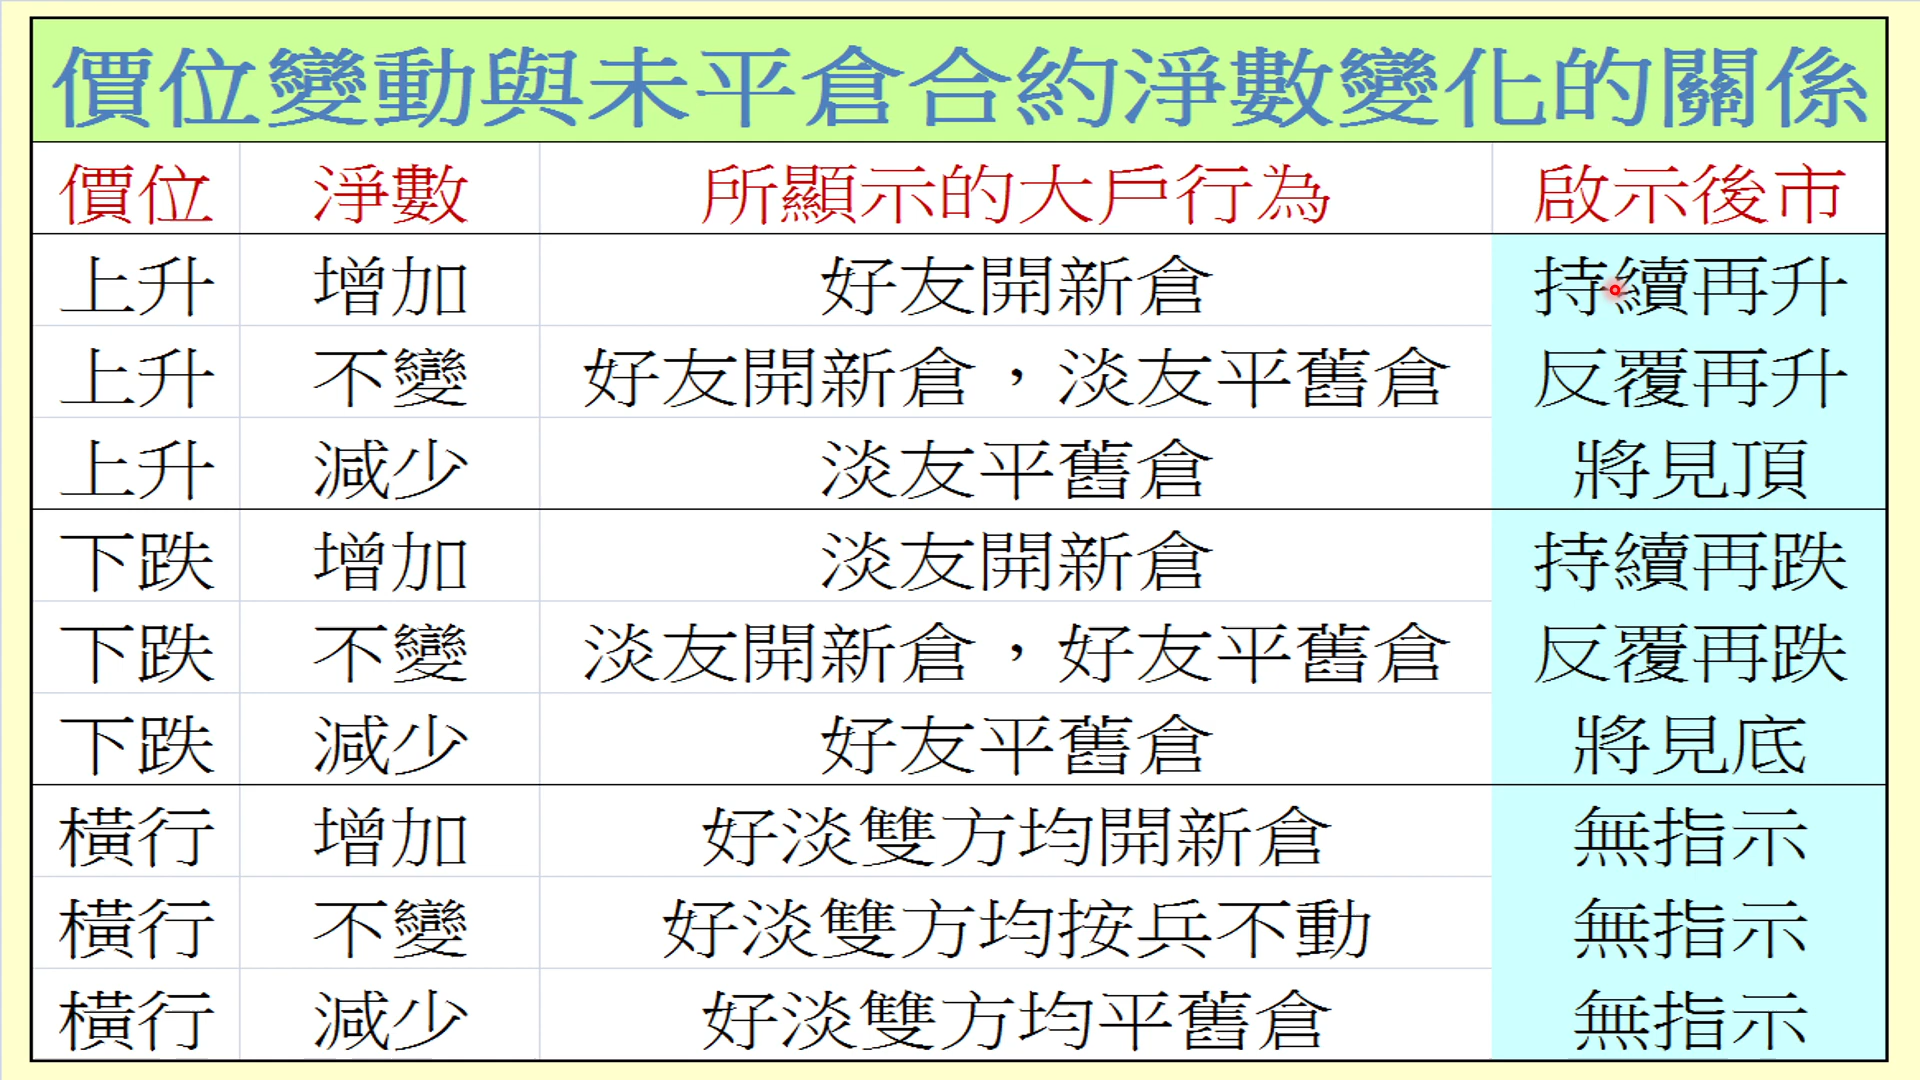 價位變動與未平倉合約淨數變化的關係
價位 淨數 所顯示的大戶行為 啟示後市
上升 增加 好友開新倉 持續再升
上升 不變 好友開新倉，淡友平舊倉 反覆再升
上升 減少 淡友平舊倉 將見頂
下跌 增加 淡友開新倉 持續再跌
下跌 不變 淡友開新倉，好友平舊倉 反覆再跌
下跌 減少 好友平舊倉 將見底
橫行 增加 好淡雙方均開新倉 無指示
橫行 不變 好淡雙方均按兵不動 無指示
橫行 減少 好淡雙方均平舊倉 無指示